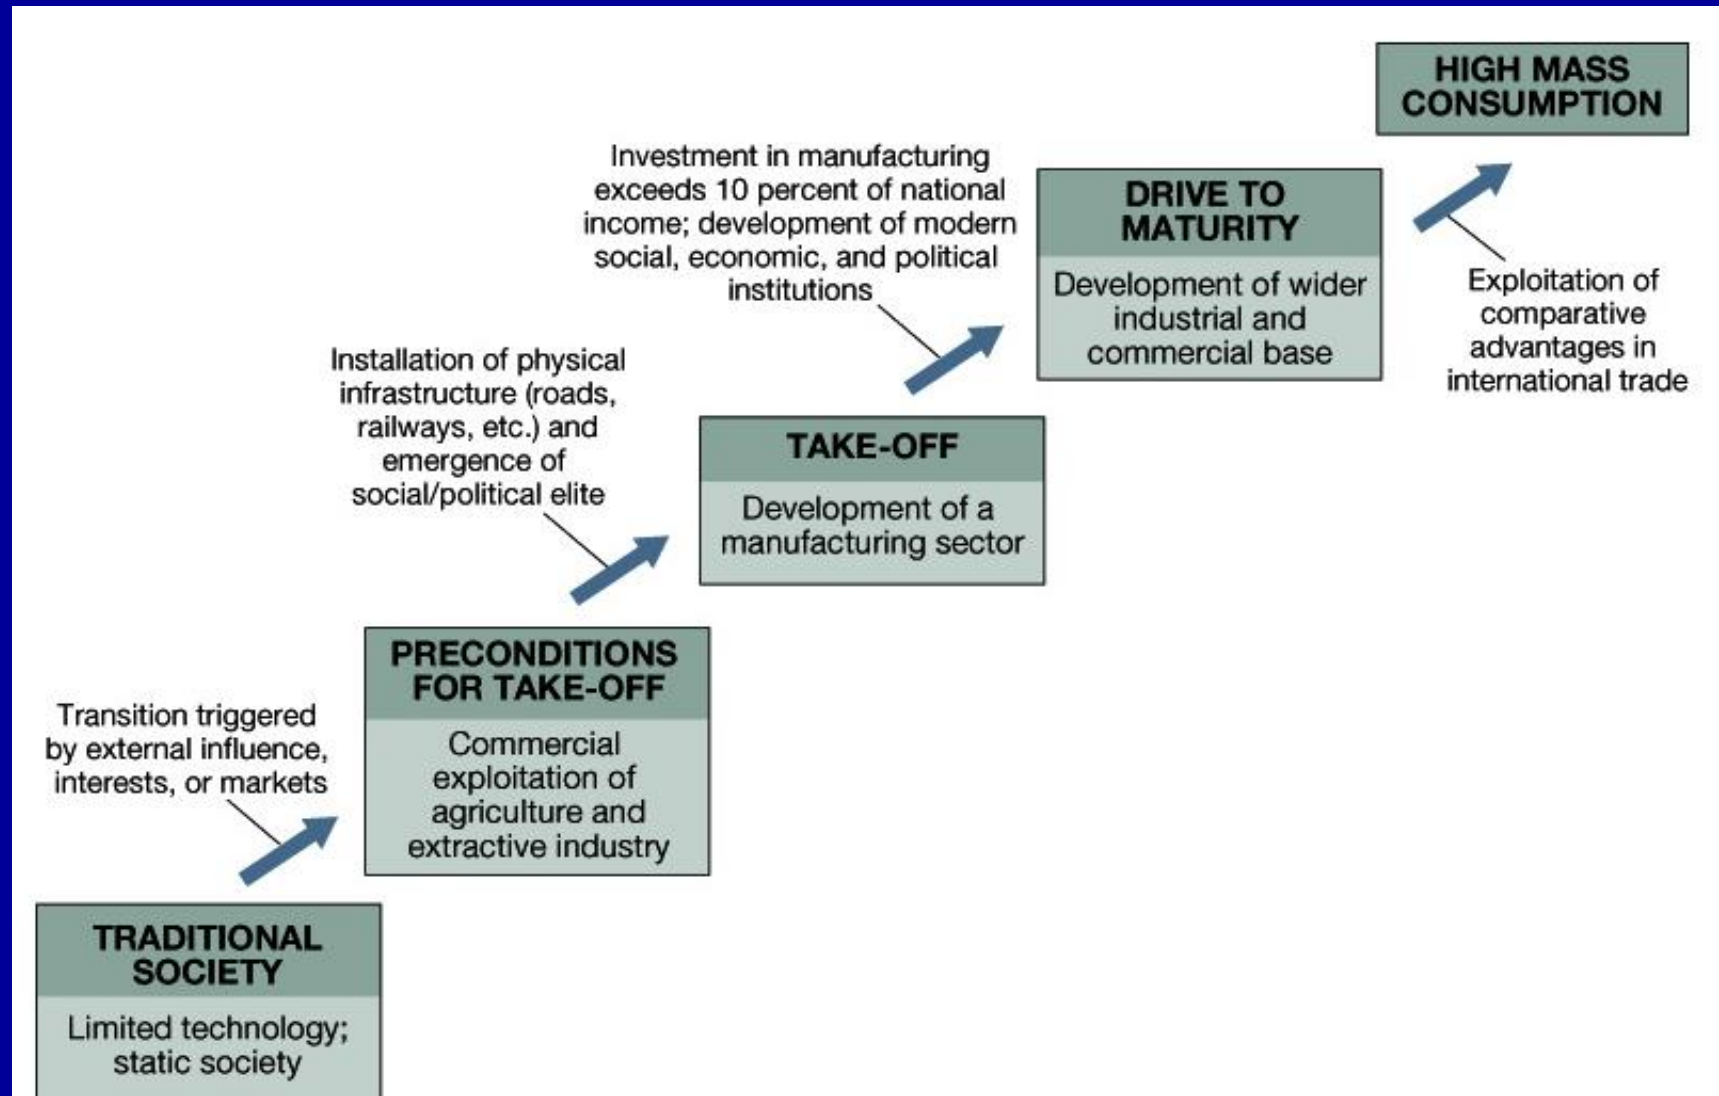 HIGH MASS
CONSUMPTION
Investment in manufacturing
exceeds 10 percent of national
income; development of modern
social, economic, and political
institutions
DRIVE TO
MATURITY
Development of wider
industrial and
commercial base
Exploitation of
comparative
advantages in
international trade
Installation of physical
infrastructure (roads,
railways, etc.) and
emergence of
social/political elite
TAKE-OFF
Development of a
manufacturing sector
PRECONDITIONS
FOR TAKE-OFF
Commercial
exploitation of
agriculture and
extractive industry
Transition triggered
by external influence,
interests, or markets
TRADITIONAL
SOCIETY
Limited technology;
static society